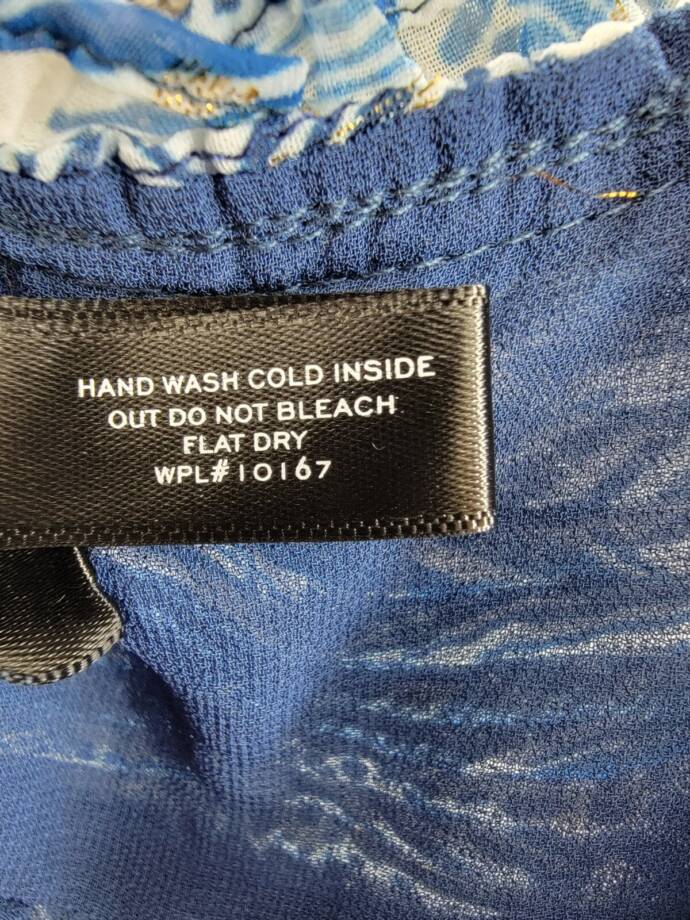 HAND WASH COLD INSIDE
OUT DO NOT BLEACH
FLAT DRY
WPL#10167